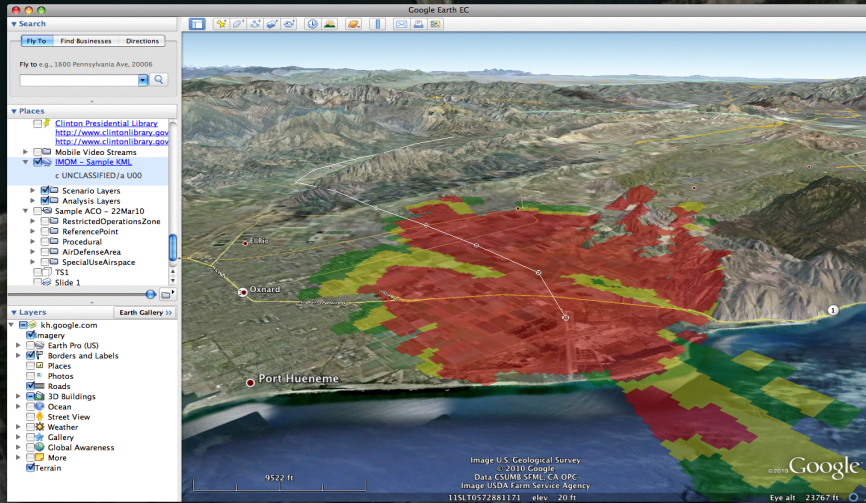 Google Earth EC
Search
Fly To Find Businesses Directions
Fly to e.g., 1600 Pennsylvania Ave, 20006
Places
Clinton Presidential Library
http://www.clintonlibrary.gov
http://www.clintonlibrary.gov
Mobile Video Streams
IMOM - Sample KML
c UNCLASSIFIED/a U00
Scenario Layers
Analysis Layers
Sample ACO - 22Mar10
RestrictedOperationsZone
ReferencePoint
Procedural
AirDefenseArea
SpecialUseAirspace
TS1
Slide 1
Layers Earth Gallery >>
kh.google.com
Imagery
Earth Pro (US)
Borders and Labels
Places
Photos
Roads
3D Buildings
Ocean
Street View
Weather
Gallery
Global Awareness
More
Terrain
El Rio
Oxnard
1
Port Hueneme
9522 ft
Image U.S. Geological Survey
© 2010 Google
Data CSUMB SFML, CA OPC
Image USDA Farm Service Agency
11SLT0572881171 elev 20 ft
©2010 Google
Eye alt 23767 ft